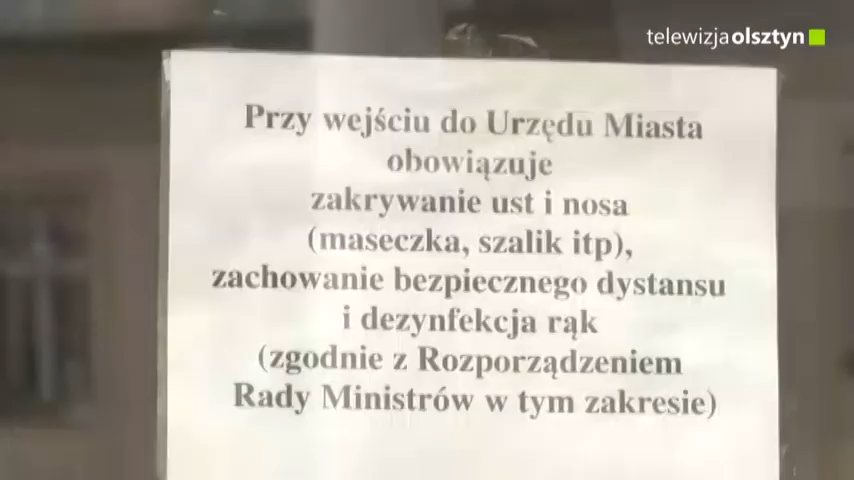 telewizjaolsztyn
Przy wejściu do Urzędu Miasta
obowiązuje
zakrywanie ust i nosa
(maseczka, szalik itp),
zachowanie bezpiecznego dystansu
i dezynfekcja rąk
(zgodnie z Rozporządzeniem
Rady Ministrów w tym zakresie)